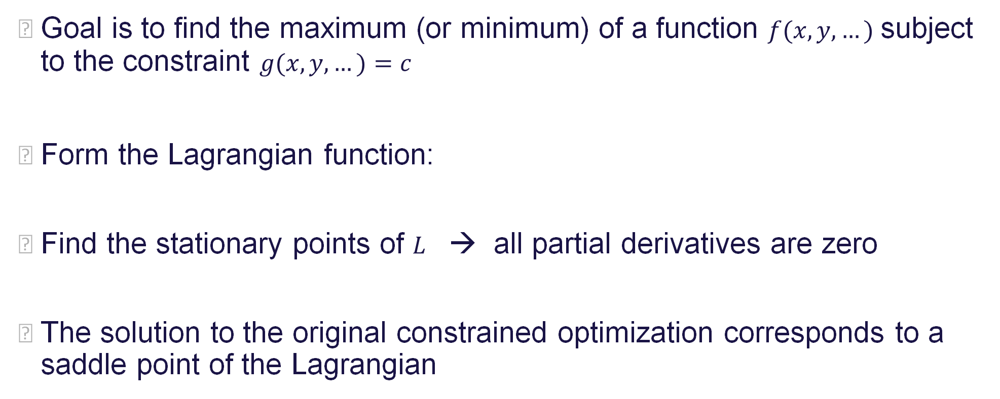 Goal is to find the maximum (or minimum) of a function f(x, y, … ) subject
to the constraint g(x, y, … ) = c
Form the Lagrangian function:
Find the stationary points of L → all partial derivatives are zero
The solution to the original constrained optimization corresponds to a
saddle point of the Lagrangian